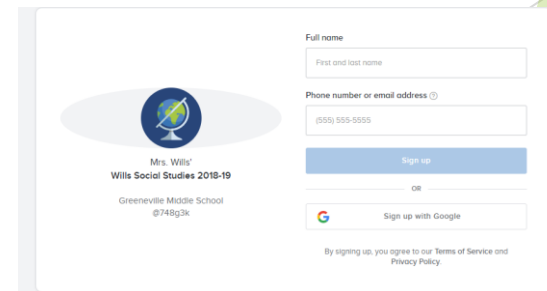 Full name
First and last name
Phone number or email address ?
(555) 555-5555
Sign up
OR
Sign up with Google
By signing up, you agree to our Terms of Service and
Privacy Policy.
Mrs. Wills'
Wills Social Studies 2018-19
Greeneville Middle School
@748g3k